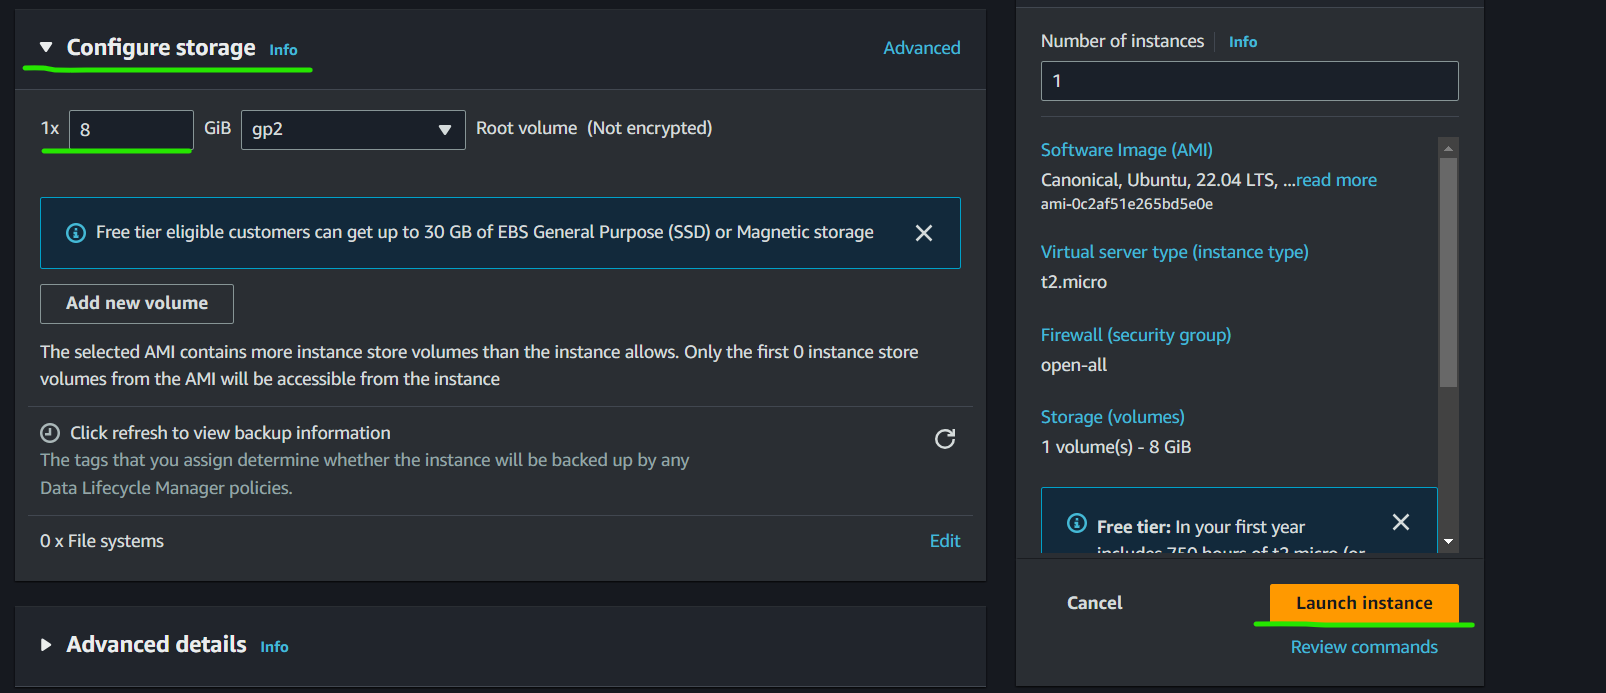 Configure storage Info
Advanced
1x 8 GiB gp2 Root volume (Not encrypted)
Free tier eligible customers can get up to 30 GB of EBS General Purpose (SSD) or Magnetic storage
Add new volume
The selected AMI contains more instance store volumes than the instance allows. Only the first 0 instance store
volumes from the AMI will be accessible from the instance
Click refresh to view backup information
The tags that you assign determine whether the instance will be backed up by any
Data Lifecycle Manager policies.
0 x File systems
Edit
Advanced details Info
Number of instances Info
1
Software Image (AMI)
Canonical, Ubuntu, 22.04 LTS, ...read more
ami-0c2af51e265bd5e0e
Virtual server type (instance type)
t2.micro
Firewall (security group)
open-all
Storage (volumes)
1 volume(s) - 8 GiB
Free tier: In your first year
includes 750 hours of t2.micro (or
Cancel
Launch instance
Review commands